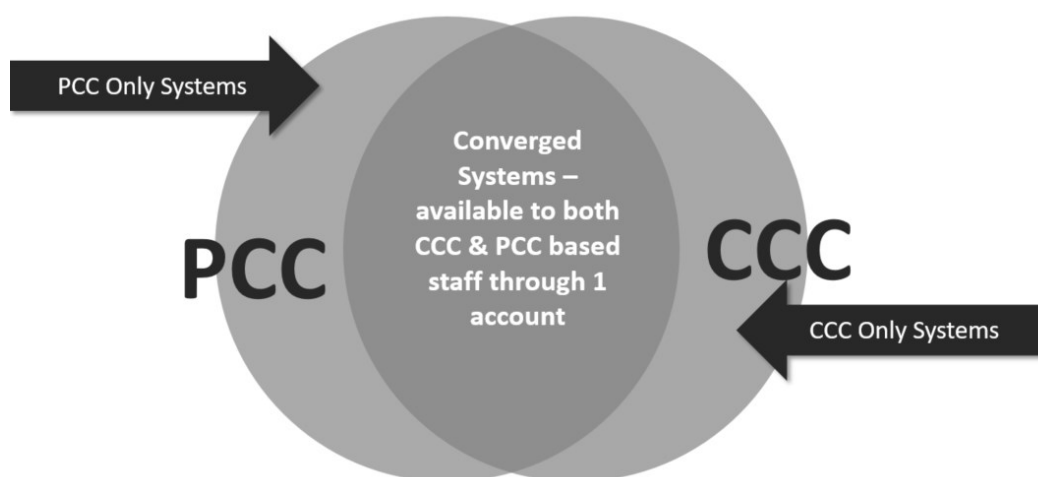 PCC Only Systems
Converged
Systems –
available to both
CCC & PCC based
staff through 1
account
PCC
CCC
CCC Only Systems